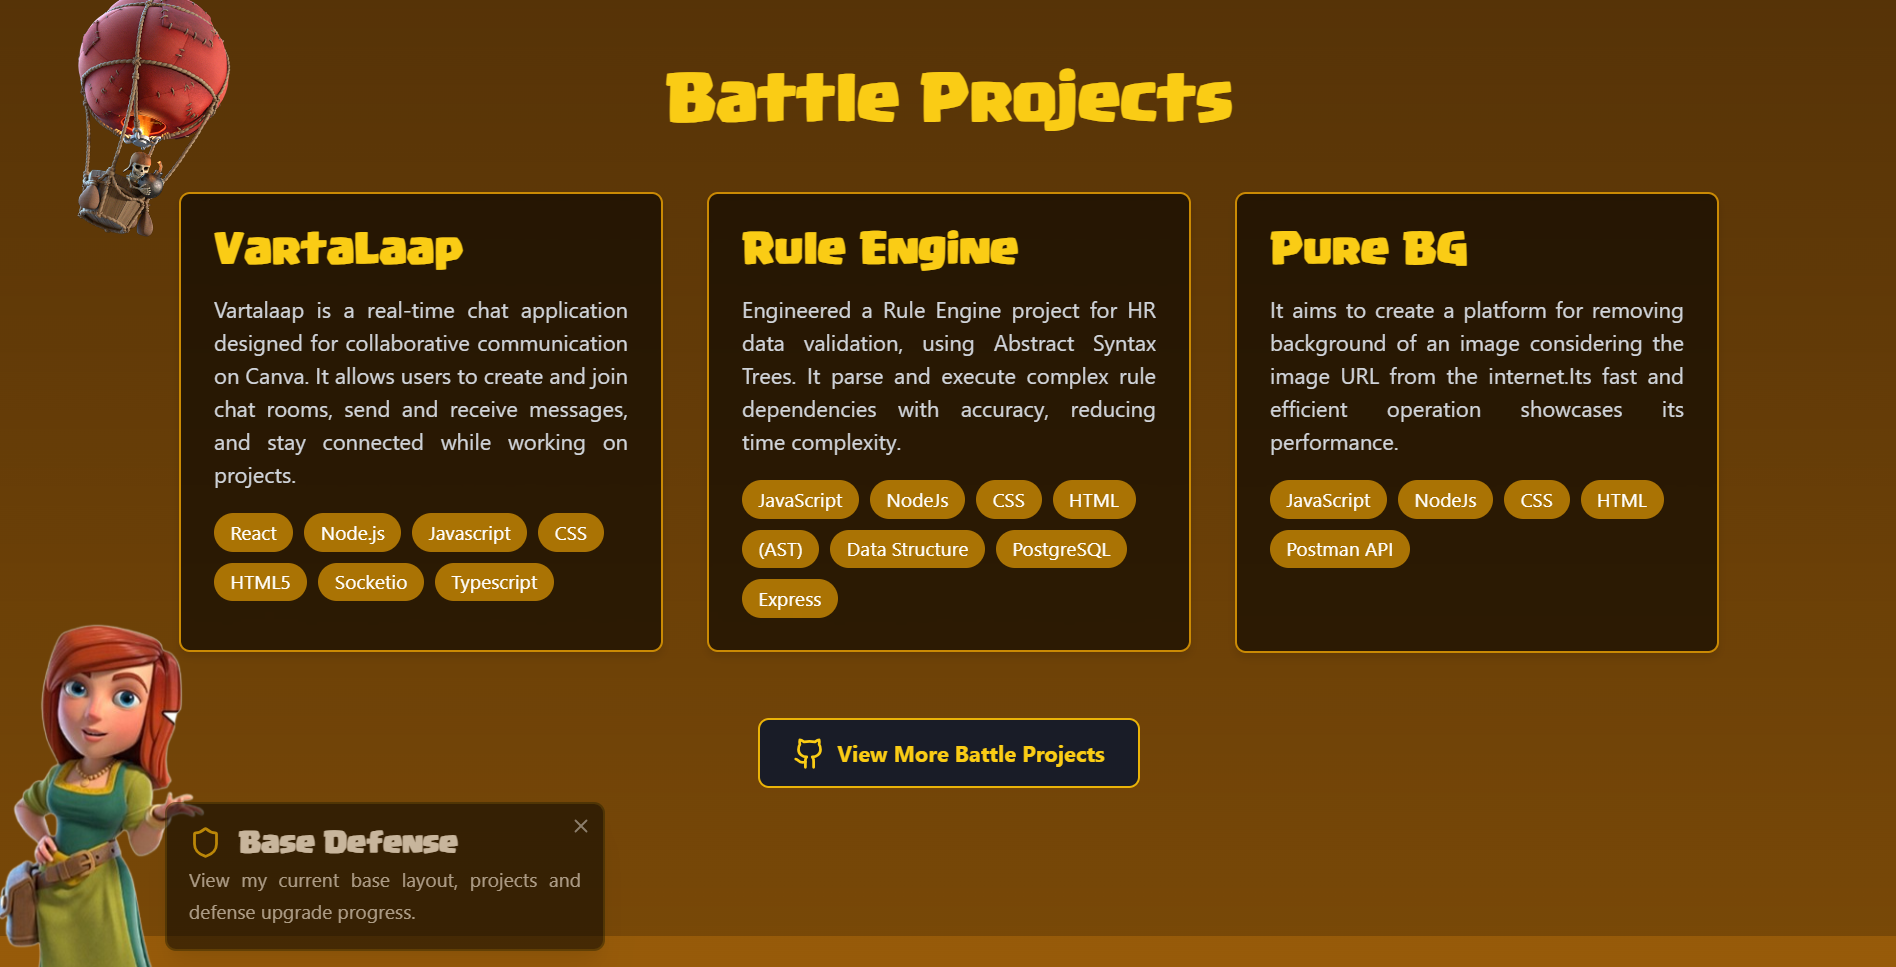 Battle Projects
VartaLaap
Vartalaap is a real-time chat application
designed for collaborative communication
on Canva. It allows users to create and join
chat rooms, send and receive messages,
and stay connected while working on
projects.
React Node.js Javascript CSS
HTML5 Socketio Typescript
Rule Engine
Engineered a Rule Engine project for HR
data validation, using Abstract Syntax
Trees. It parse and execute complex rule
dependencies with accuracy, reducing
time complexity.
JavaScript NodeJs CSS HTML
(AST) Data Structure PostgreSQL
Express
Pure BG
It aims to create a platform for removing
background of an image considering the
image URL from the internet.Its fast and
efficient operation showcases its
performance.
JavaScript NodeJs CSS HTML
Postman API
View More Battle Projects
Base Defense
View my current base layout, projects and
defense upgrade progress.